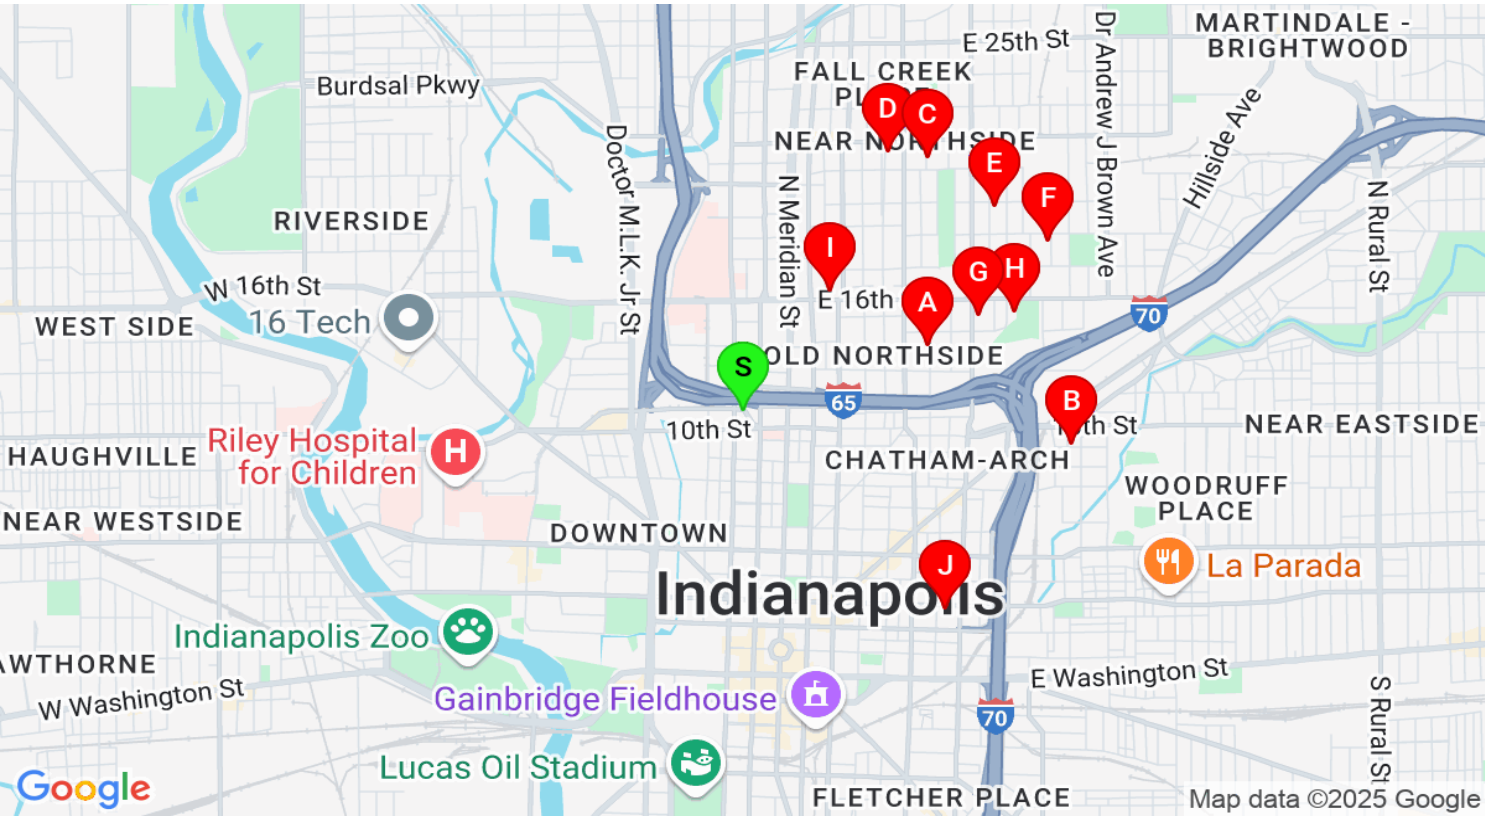 MARTINDALE -
BRIGHTWOOD
E 25th St
Dr Andrew J Brown Ave
FALL CREEK
Burdsal Pkwy
D
C
NEAR NORTHSIDE
Hillside Ave
Doctor M.L.K. Jr St
E
F
N Meridian St
N Rural St
RIVERSIDE
I
G
H
W 16th St
E 16th
A
16 Tech
WEST SIDE
70
OLD NORTHSIDE
S
65
B
10th St
NEAR EASTSIDE
Riley Hospital
for Children
H
HAUGHVILLE
CHATHAM-ARCH
WOODRUFF
PLACE
NEAR WESTSIDE
DOWNTOWN
J
La Parada
Indianapolis
Indianapolis Zoo
AWTHORNE
W Washington St
E Washington St
Gainbridge Fieldhouse
70
S Rural St
Lucas Oil Stadium
Google
FLETCHER PLACE
Map data ©2025 Google